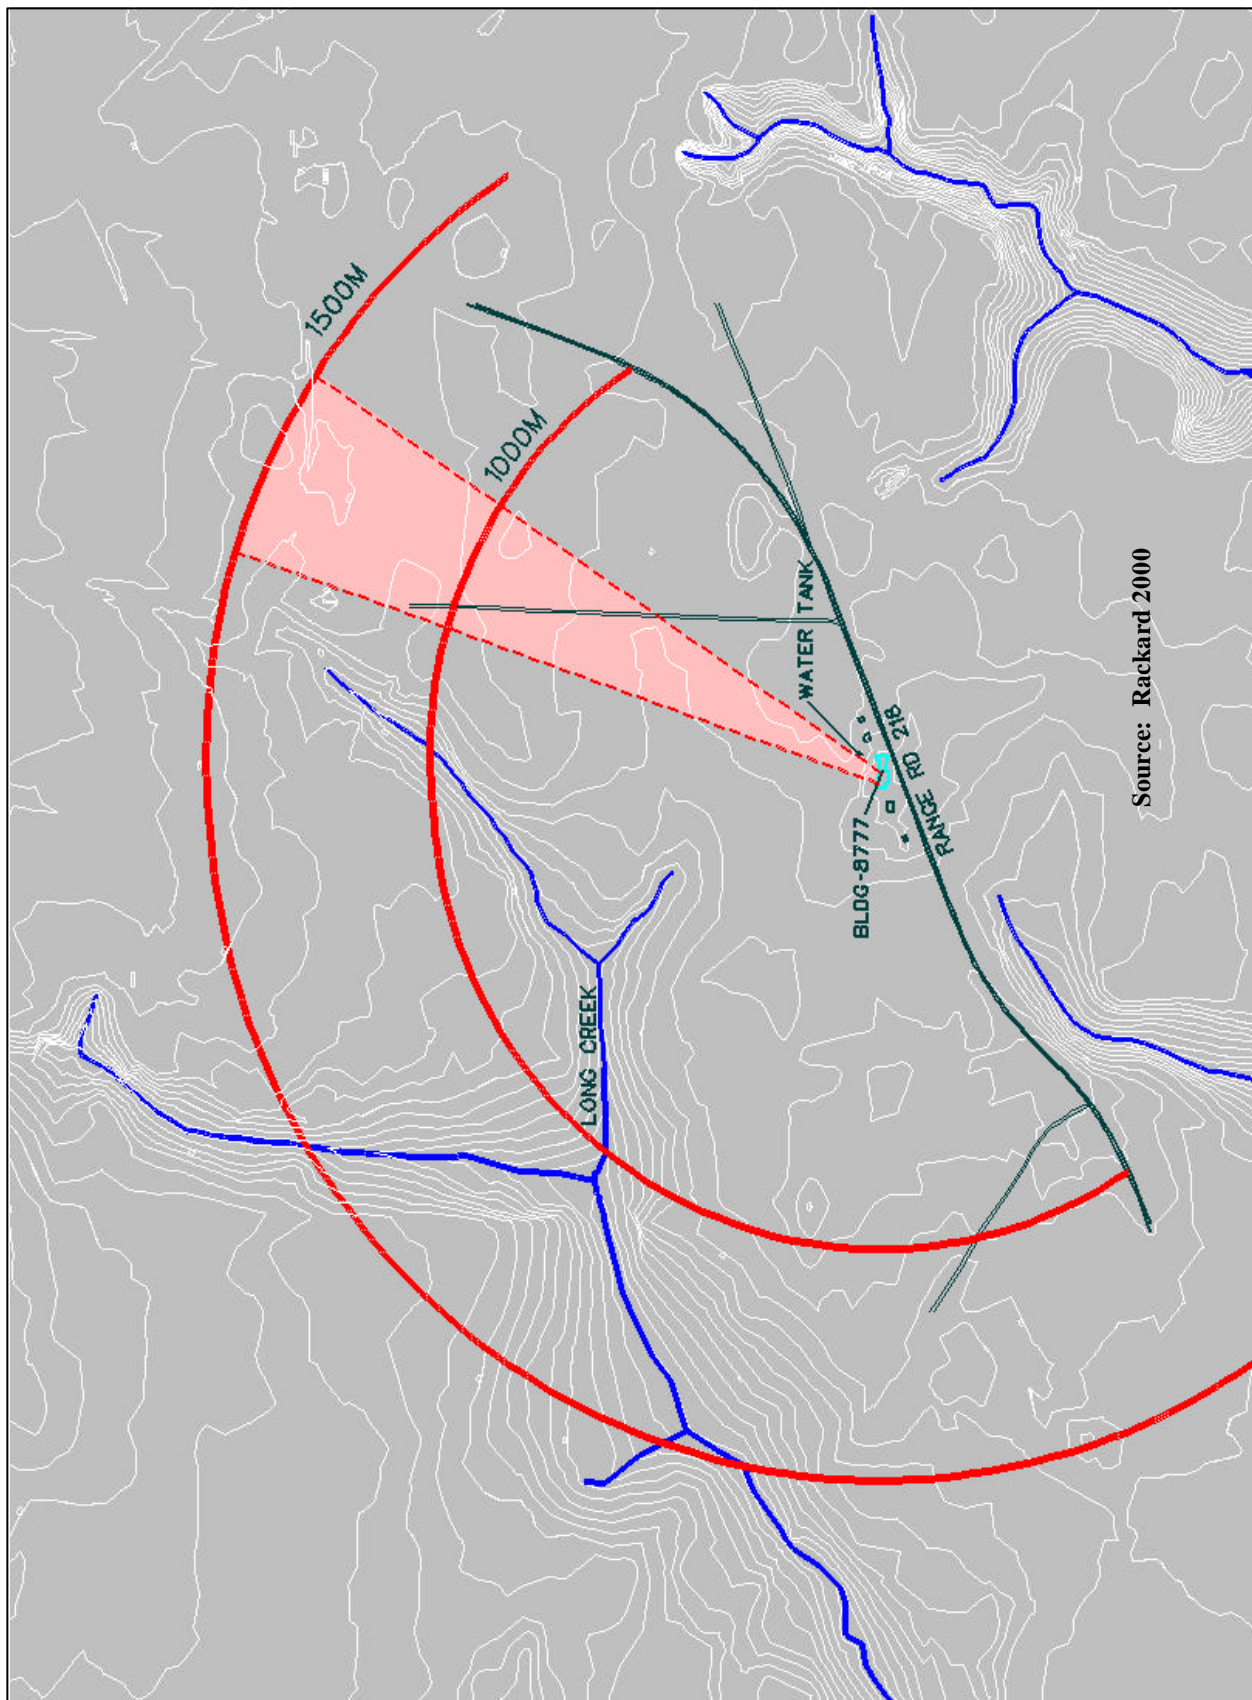 1500M
1000M
WATER TANK
RANGE RD 218
BLDG-8777
LONG CREEK
Source: Rackard 2000